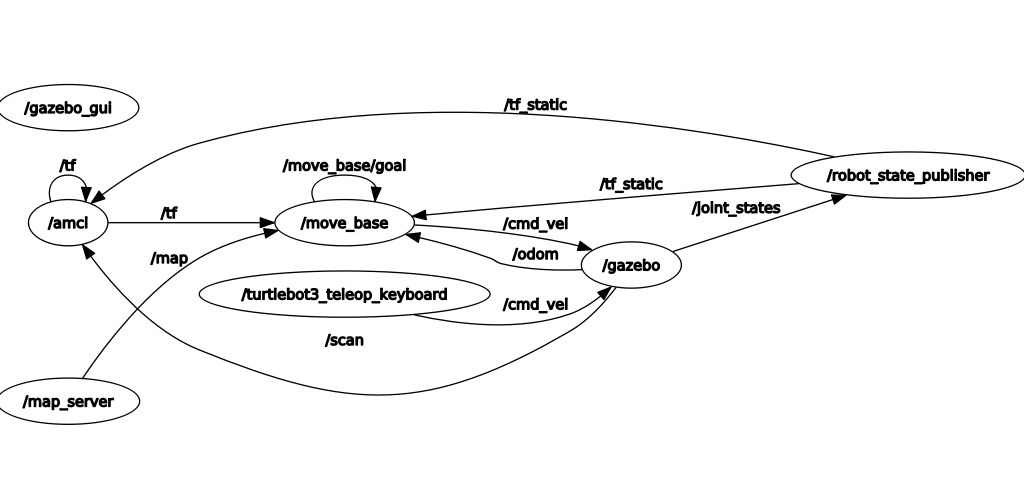 /gazebo_gui
/tf_static
/tf
/move_base/goal
/robot_state_publisher
/tf_static
/joint_states
/amcl
/tf
/move_base
/cmd_vel
/map
/odom
/gazebo
/turtlebot3_teleop_keyboard
/cmd_vel
/scan
/map_server